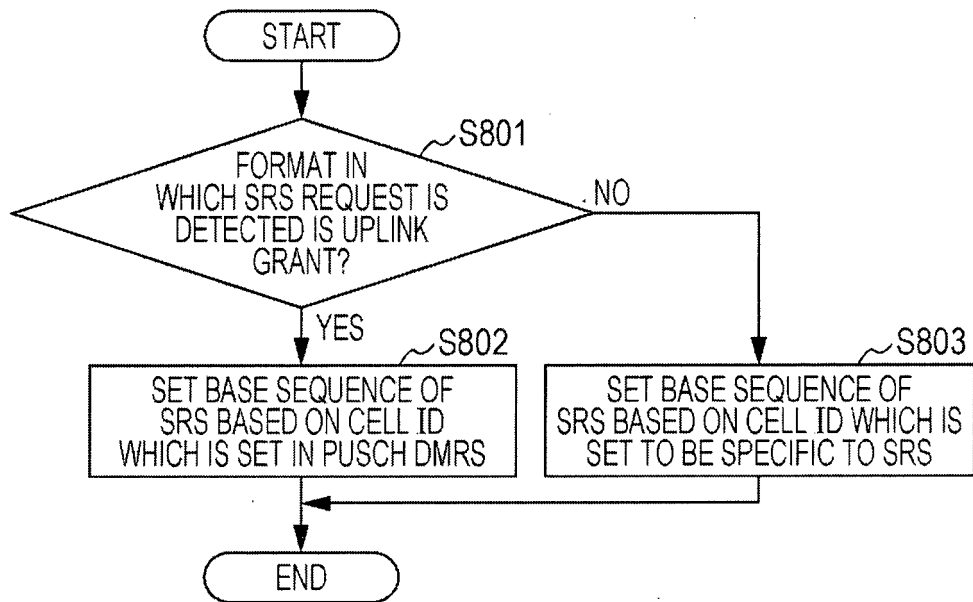 START
S801
FORMAT IN
WHICH SRS REQUEST IS
DETECTED IS UPLINK
GRANT?
NO
YES
S802
SET BASE SEQUENCE OF
SRS BASED ON CELL ID
WHICH IS SET IN PUSCH DMRS
S803
SET BASE SEQUENCE OF
SRS BASED ON CELL ID WHICH IS
SET TO BE SPECIFIC TO SRS
END